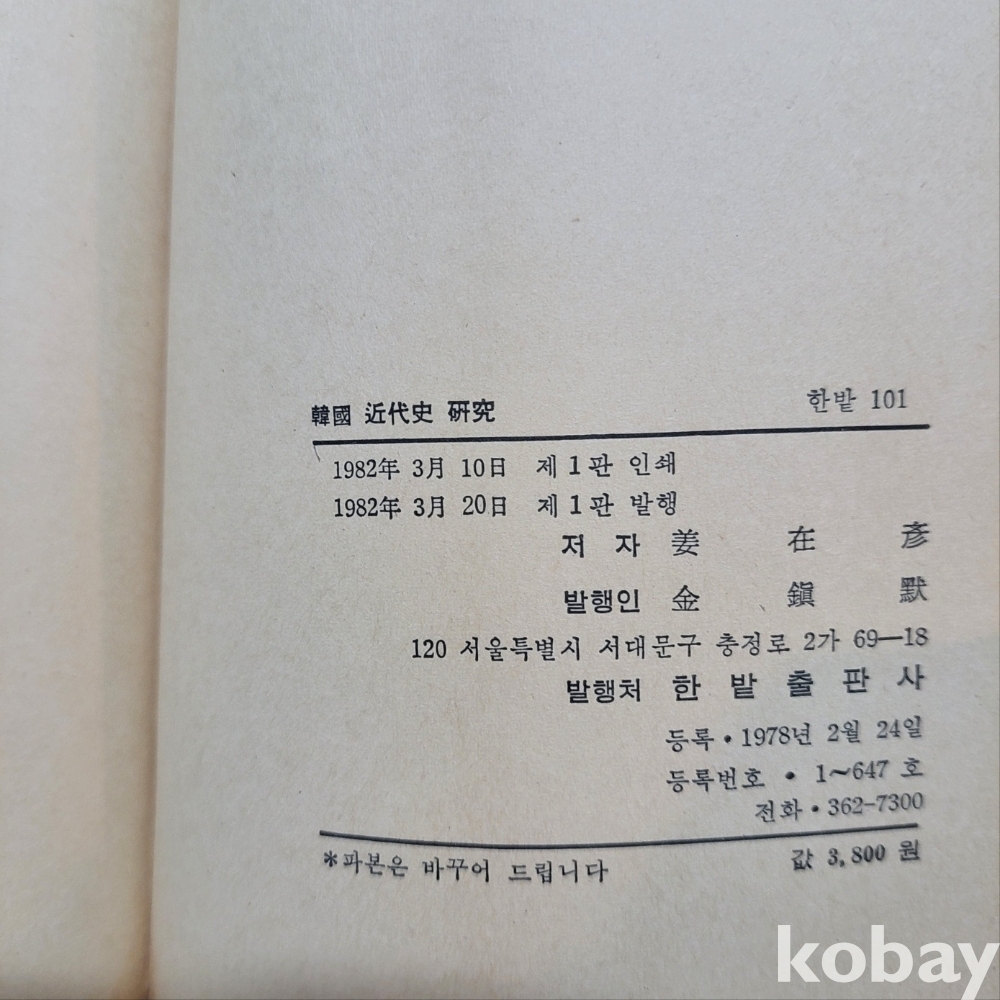 韓國 近代史 硏究 한밭 101
1982年 3月 10日 제1판 인쇄
1982年 3月 20日 제1판 발행
저 자 姜 在 彥
발행인 金 鎭 默
120 서울특별시 서대문구 충정로 2가 69—18
발행처 한 밭 출 판 사
등록 • 1978년 2월 24일
등록번호 • 1~647 호
전화 • 362-7300
*파본은 바꾸어 드립니다 값 3,800 원
kobay